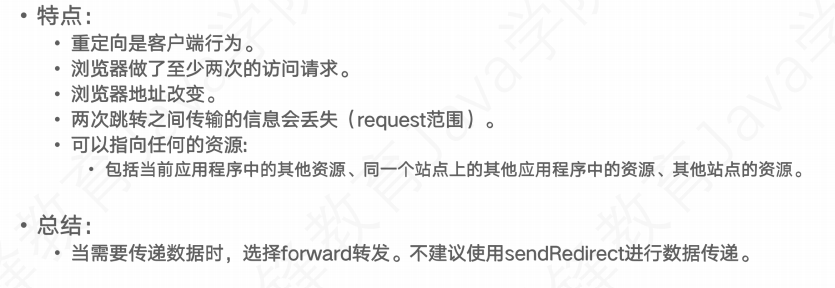 • 特点：
• 重定向是客户端行为。
• 浏览器做了至少两次的访问请求。
• 浏览器地址改变。
• 两次跳转之间传输的信息会丢失（request范围）。
• 可以指向任何的资源:
• 包括当前应用程序中的其他资源、同一个站点上的其他应用程序中的资源、其他站点的资源。
• 总结：
• 当需要传递数据时，选择forward转发。不建议使用sendRedirect进行数据传递。